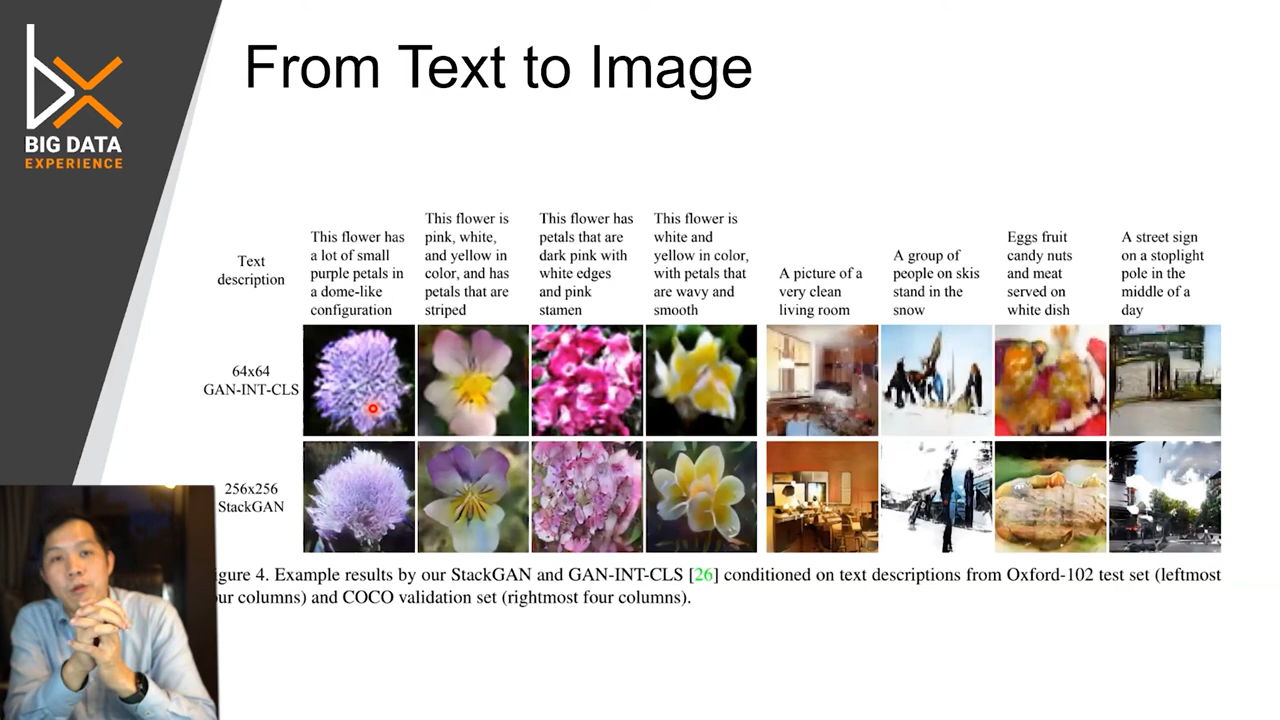 From Text to Image
BIG DATA
EXPERIENCE
Text
description
This flower has
a lot of small
purple petals in
a dome-like
configuration
This flower is
pink, white,
and yellow in
color, and has
petals that are
striped
This flower has
petals that are
dark pink with
white edges
and pink
stamen
This flower is
white and
yellow in color,
with petals that
are wavy and
smooth
A picture of a
very clean
living room
A group of
people on skis
stand in the
snow
Eggs fruit
candy nuts
and meat
served on
white dish
A street sign
on a stoplight
pole in the
middle of a
day
64x64
GAN-INT-CLS
256x256
StackGAN
igure 4. Example results by our StackGAN and GAN-INT-CLS [26] conditioned on text descriptions from Oxford-102 test set (leftmost
our columns) and COCO validation set (rightmost four columns).